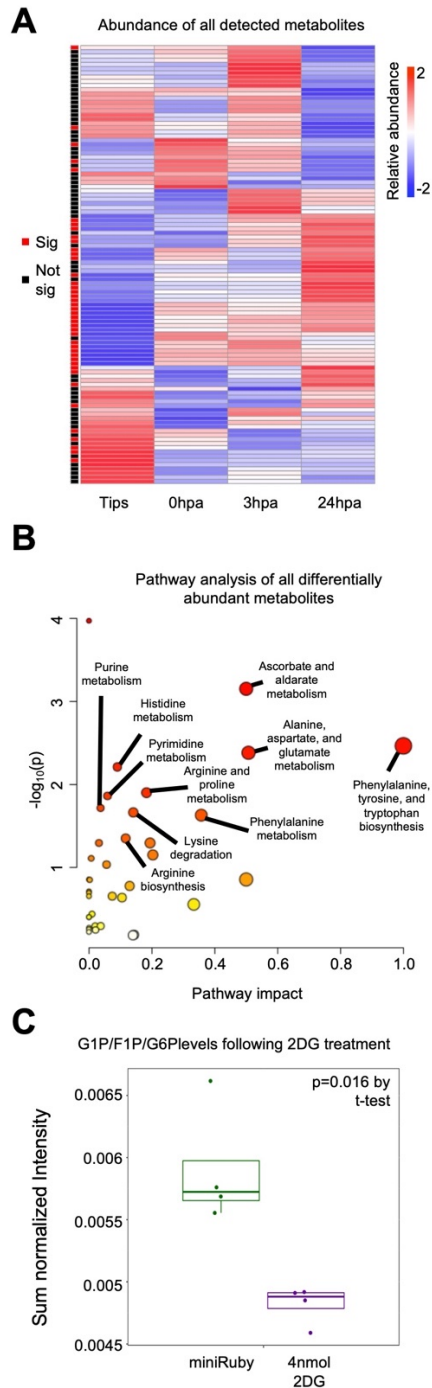 A
Abundance of all detected metabolites
2
Relative abundance
-2
Sig
Not
sig
Tips 0hpa 3hpa 24hpa
B
Pathway analysis of all differentially
abundant metabolites
4
3
2
1
-log₁₀(p)
Purine
metabolism
Histidine
metabolism
Pyrimidine
metabolism
Arginine and
proline metabolism
Lysine
degradation
Arginine
biosynthesis
Ascorbate and
aldarate
metabolism
Alanine,
aspartate, and
glutamate metabolism
Phenylalanine
metabolism
Phenylalanine,
tyrosine, and
tryptophan
biosynthesis
0.0 0.2 0.4 0.6 0.8 1.0
Pathway impact
C
G1P/F1P/G6Plevels following 2DG treatment
p=0.016 by
t-test
Sum normalized Intensity
0.0065
0.006
0.0055
0.005
0.0045
miniRuby 4nmol
2DG